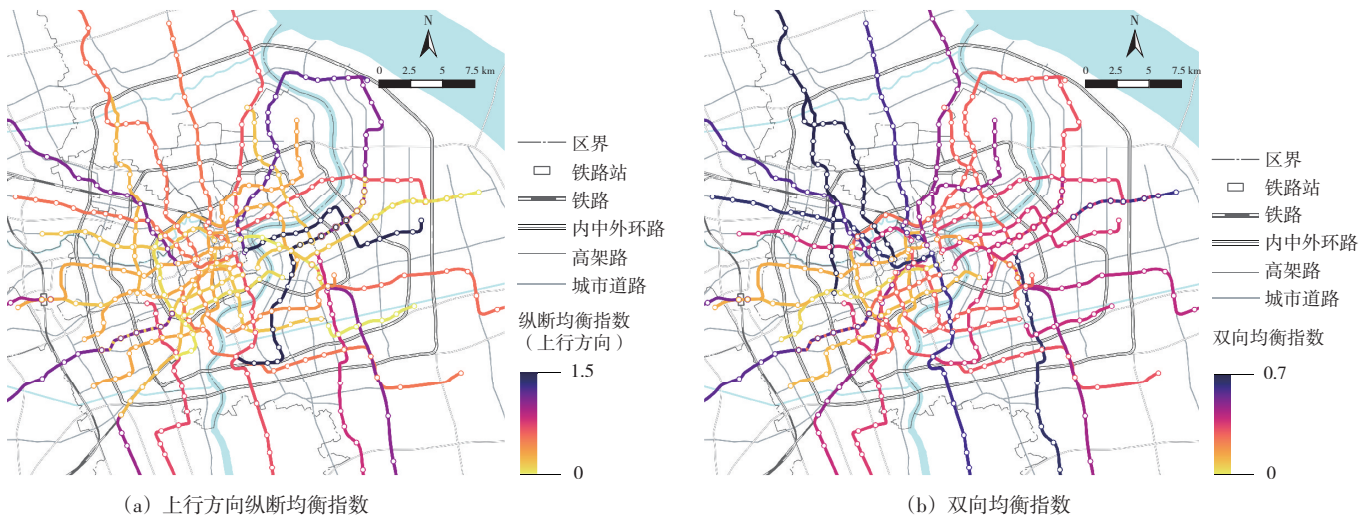 N
0 2.5 5 7.5 km
区界
铁路站
铁路
内中外环路
高架路
城市道路
纵断均衡指数
（上行方向）
1.5
0
(a) 上行方向纵断均衡指数
N
0 2.5 5 7.5 km
区界
铁路站
铁路
内中外环路
高架路
城市道路
双向均衡指数
0.7
0
(b) 双向均衡指数